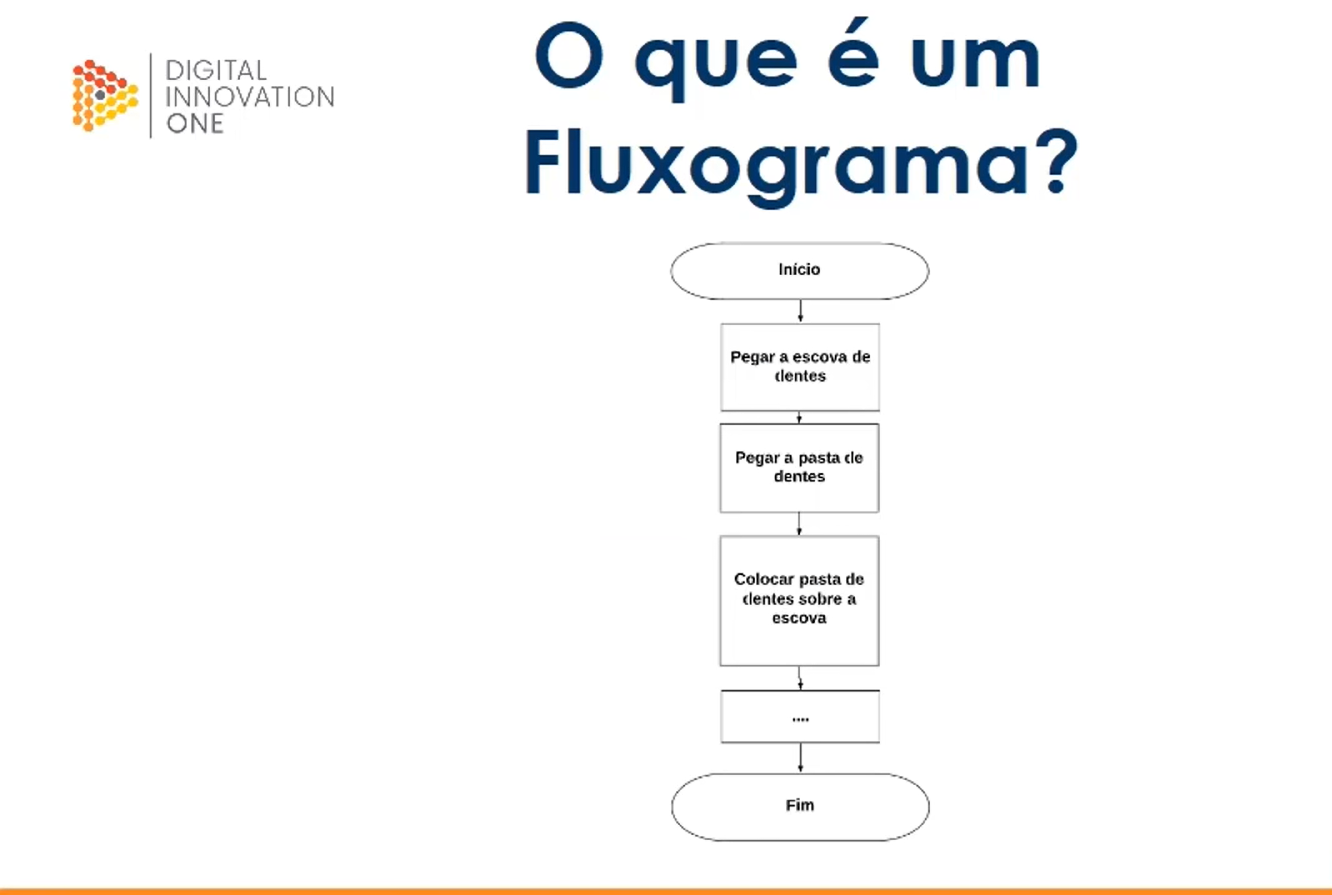 DIGITAL
INNOVATION
ONE
O que é um
Fluxograma?
Início
Pegar a escova de
dentes
Pegar a pasta de
dentes
Colocar pasta de
dentes sobre a
escova
....
Fim